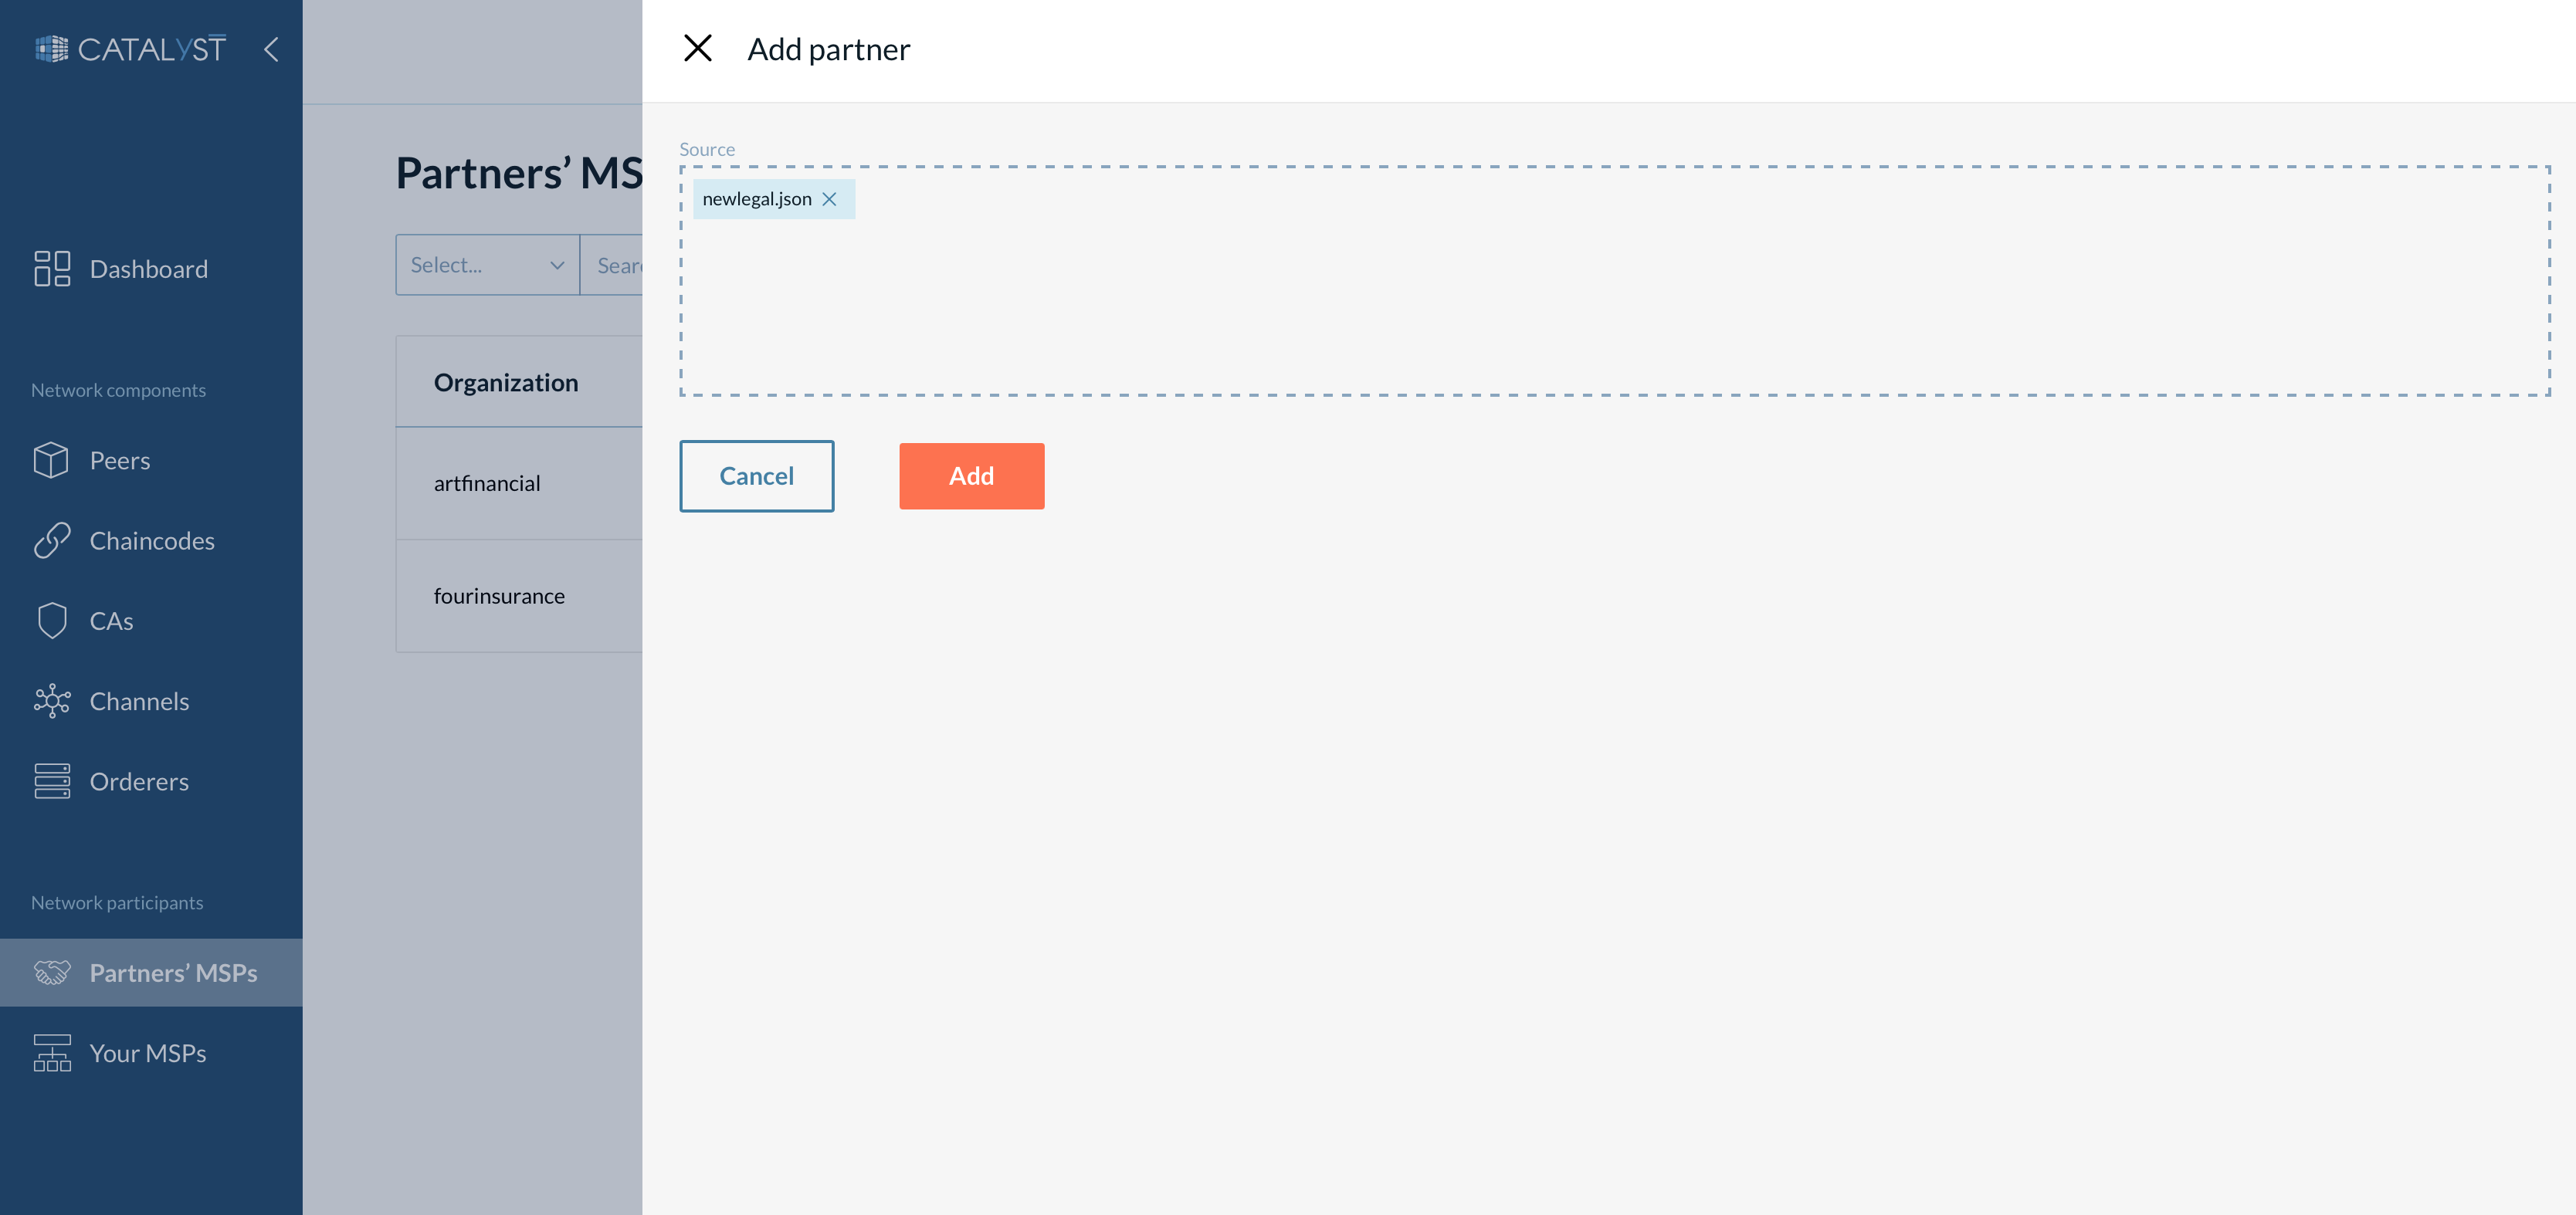 CATALYST
Dashboard
Network components
Peers
Chaincodes
CAs
Channels
Orderers
Network participants
Partners’ MSPs
Your MSPs
Partners’ MS
Select...
Sear
Organization
artfinancial
fourinsurance
Add partner
Source
newlegal.json
Cancel
Add